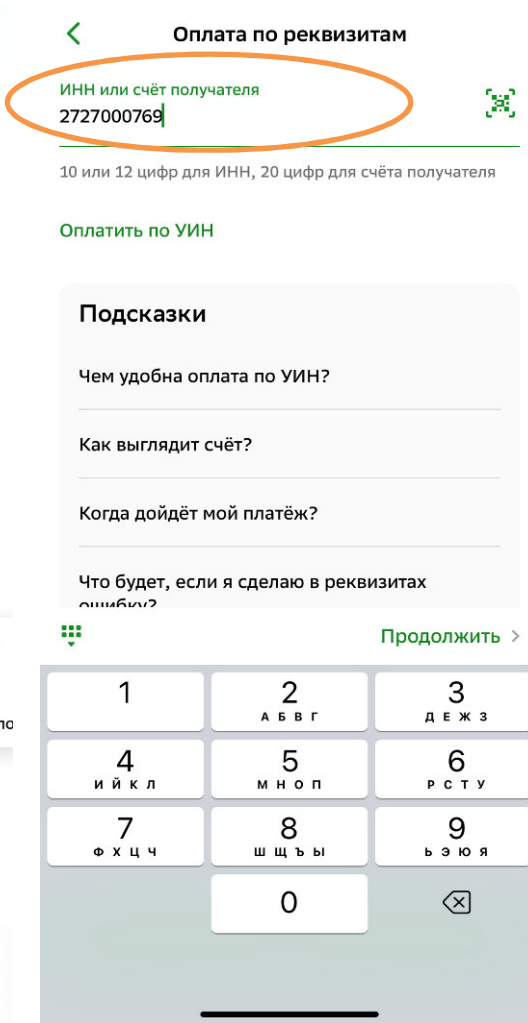 Оплата по реквизитам
ИНН или счёт получателя
2727000769
10 или 12 цифр для ИНН, 20 цифр для счёта получателя
Оплатить по УИН
Подсказки
Чем удобна оплата по УИН?
Как выглядит счёт?
Когда дойдёт мой платёж?
Что будет, если я сделаю в реквизитах
ошибку?
Продолжить
ло
1 2 3
А Б В Г Д Е Ж З
4 5 6
И Й К Л М Н О П Р С Т У
7 8 9
Ф Х Ц Ч Ш Щ Ъ Ы Ь Э Ю Я
0